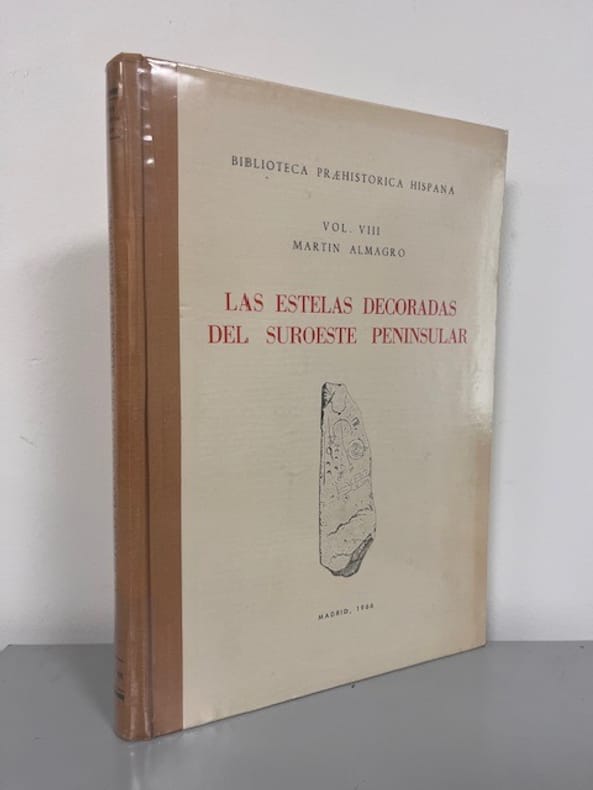 BIBLIOTECA PRÆHISTORICA HISPANA
VOL. VIII
MARTIN ALMAGRO
LAS ESTELAS DECORADAS
DEL SUROESTE PENINSULAR
MADRID, 1966